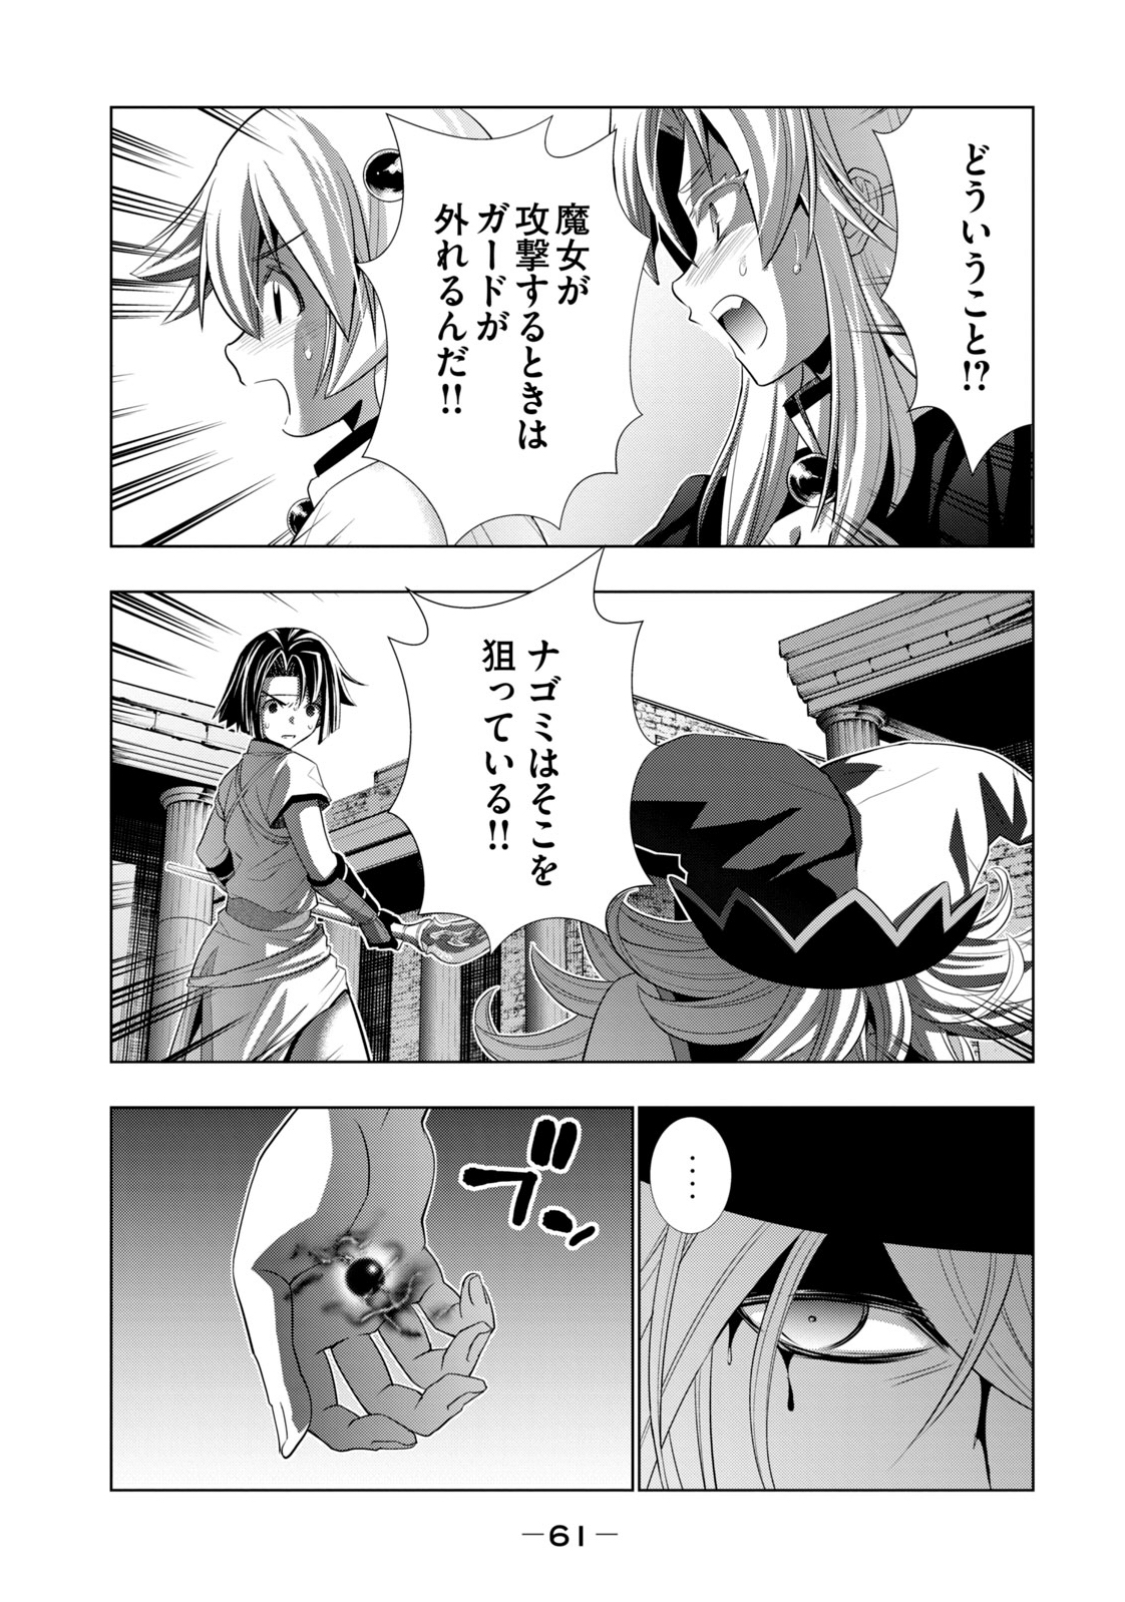 どういうこと!?
魔女が
攻撃するときは
ガードが
外れるんだ!!
ナゴミはそこを
狙っている!!
‥‥
ブン
―61―